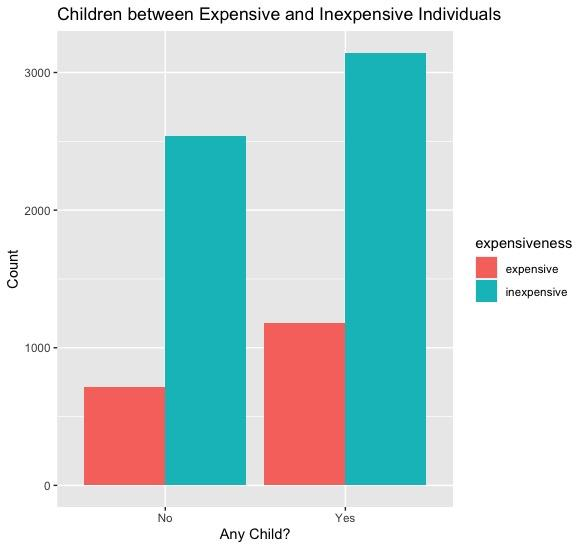 Children between Expensive and Inexpensive Individuals
3000
2000
1000
0
Count
No
Yes
Any Child?
expensiveness
expensive
inexpensive